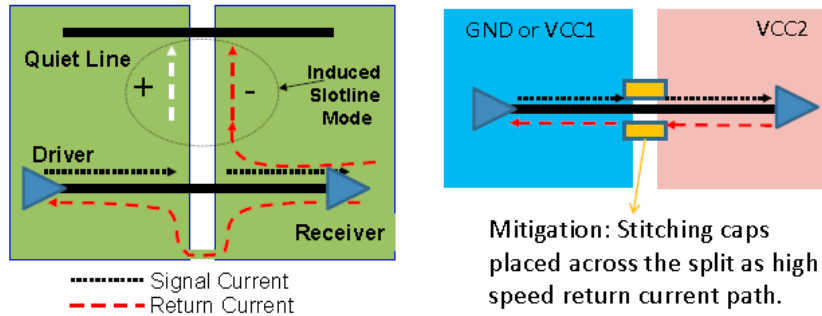 Quiet Line
+
-
Induced
Slotline
Mode
Driver
Receiver
Signal Current
Return Current
GND or VCC1
VCC2
Mitigation: Stitching caps
placed across the split as high
speed return current path.